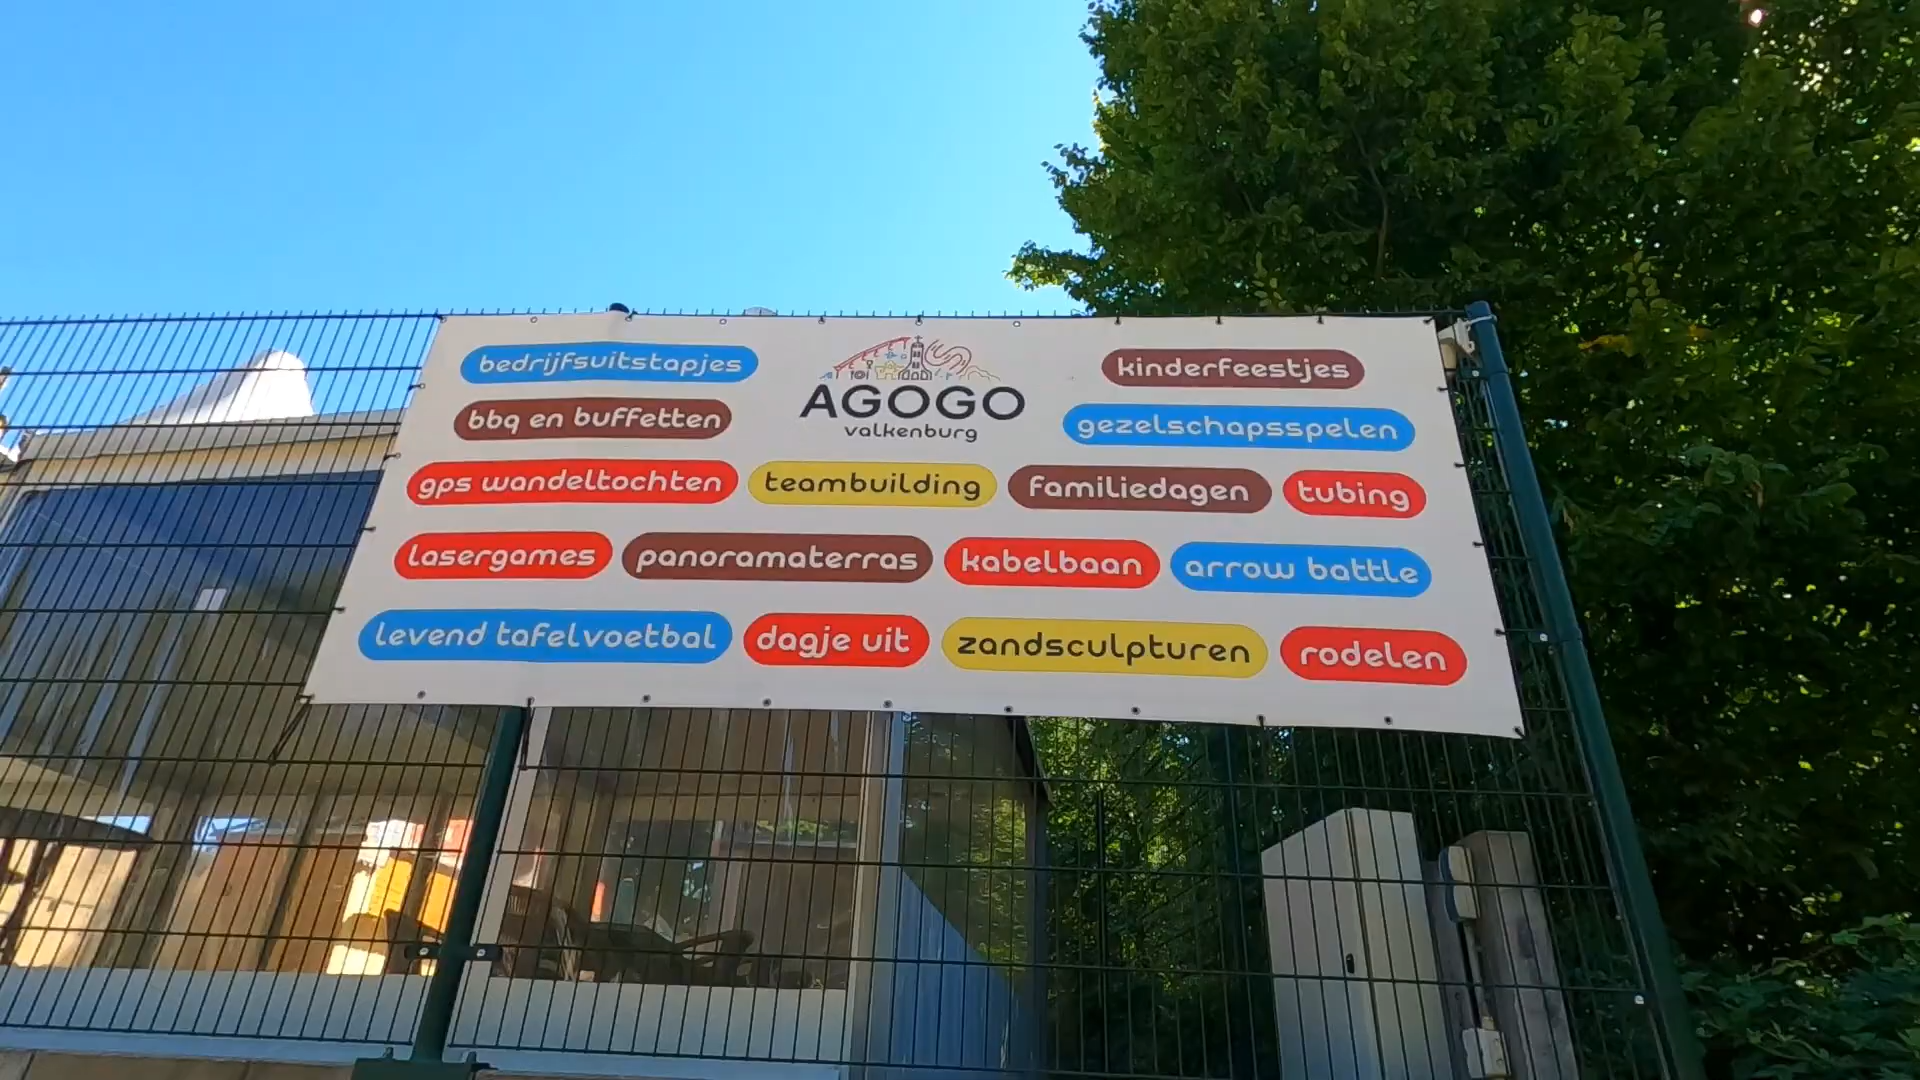 bedrijfsuitstapjes
AGOGO
valkenburg
kinderfeestjes
bbq en buffetten
gezelschapsspelen
gps wandeltochten teambuilding familiedagen tubing
lasergames panoramaterras kabelbaan arrow battle
levend tafelvoetbal dagje uit zandsculpturen rodelen